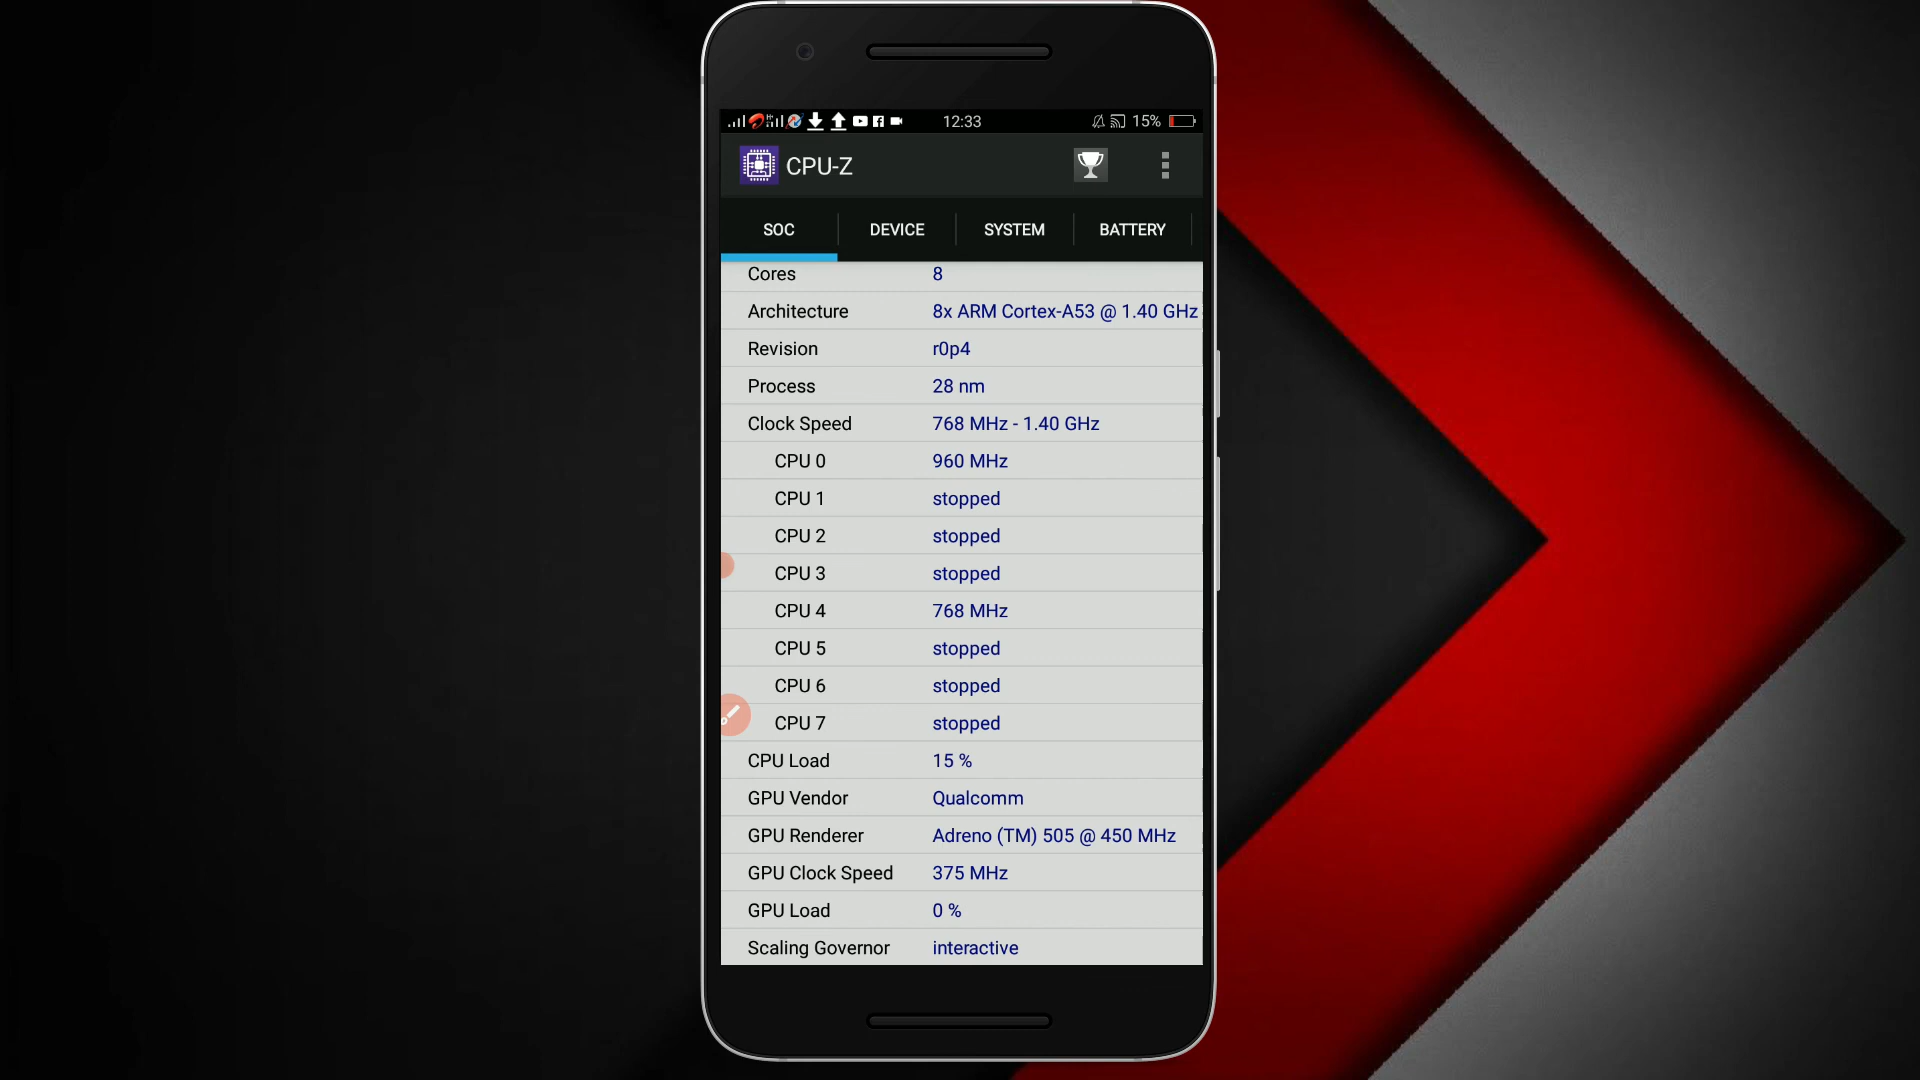 12:33 15%
CPU-Z
SOC DEVICE SYSTEM BATTERY
Cores 8
Architecture 8x ARM Cortex-A53 @ 1.40 GHz
Revision r0p4
Process 28 nm
Clock Speed 768 MHz - 1.40 GHz
CPU 0 960 MHz
CPU 1 stopped
CPU 2 stopped
CPU 3 stopped
CPU 4 768 MHz
CPU 5 stopped
CPU 6 stopped
CPU 7 stopped
CPU Load 15 %
GPU Vendor Qualcomm
GPU Renderer Adreno (TM) 505 @ 450 MHz
GPU Clock Speed 375 MHz
GPU Load 0 %
Scaling Governor interactive